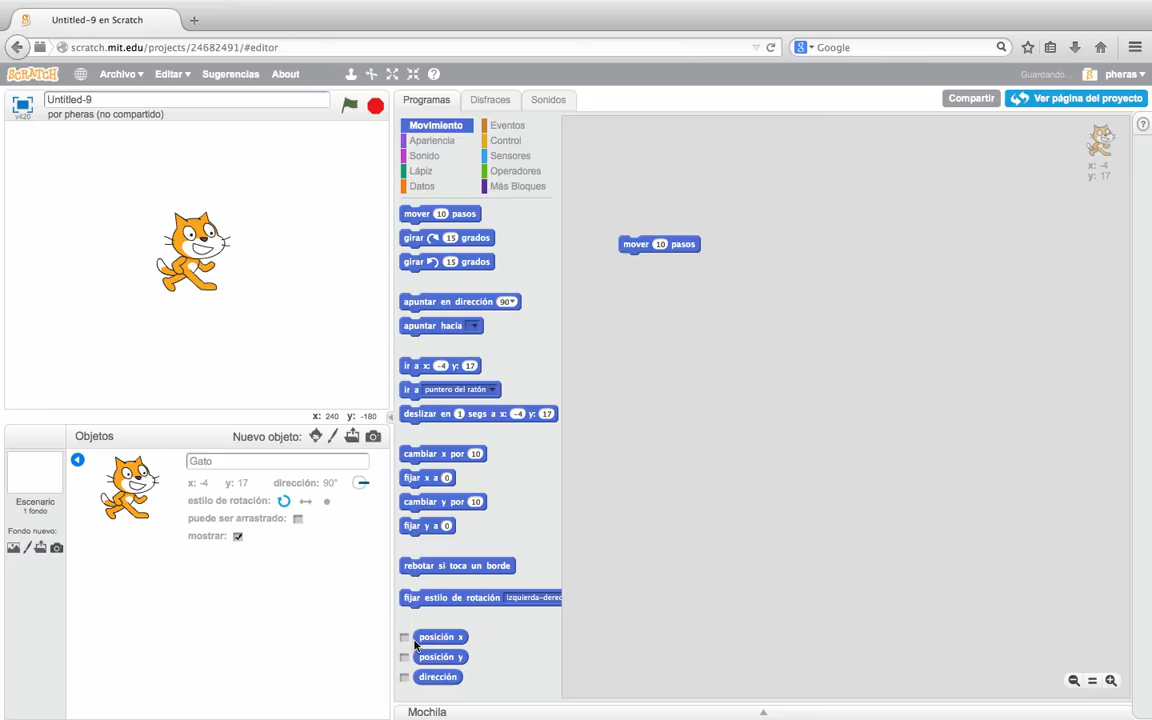 Untitled-9 en Scratch
scratch.mit.edu/projects/24682491/#editor
Google
SCRATCH Archivo Editar Sugerencias About
Guardando... pheras
v420
Untitled-9
por pheras (no compartido)
Programas Disfraces Sonidos
Compartir Ver página del proyecto
Movimiento Eventos
Apariencia Control
Sonido Sensores
Lápiz Operadores
Datos Más Bloques
mover 10 pasos
girar 15 grados
girar 15 grados
apuntar en dirección 90
apuntar hacia
ir a x: -4 y: 17
ir a puntero del ratón
deslizar en 1 segs a x: -4 y: 17
cambiar x por 10
fijar x a 0
cambiar y por 10
fijar y a 0
rebotar si toca un borde
fijar estilo de rotación izquierda-derec
posición x
posición y
dirección
mover 10 pasos
x: -4
y: 17
x: 240 y: -180
Objetos Nuevo objeto:
Gato
x: -4 y: 17 dirección: 90°
estilo de rotación:
puede ser arrastrado:
mostrar:
Escenario
1 fondo
Fondo nuevo:
Mochila